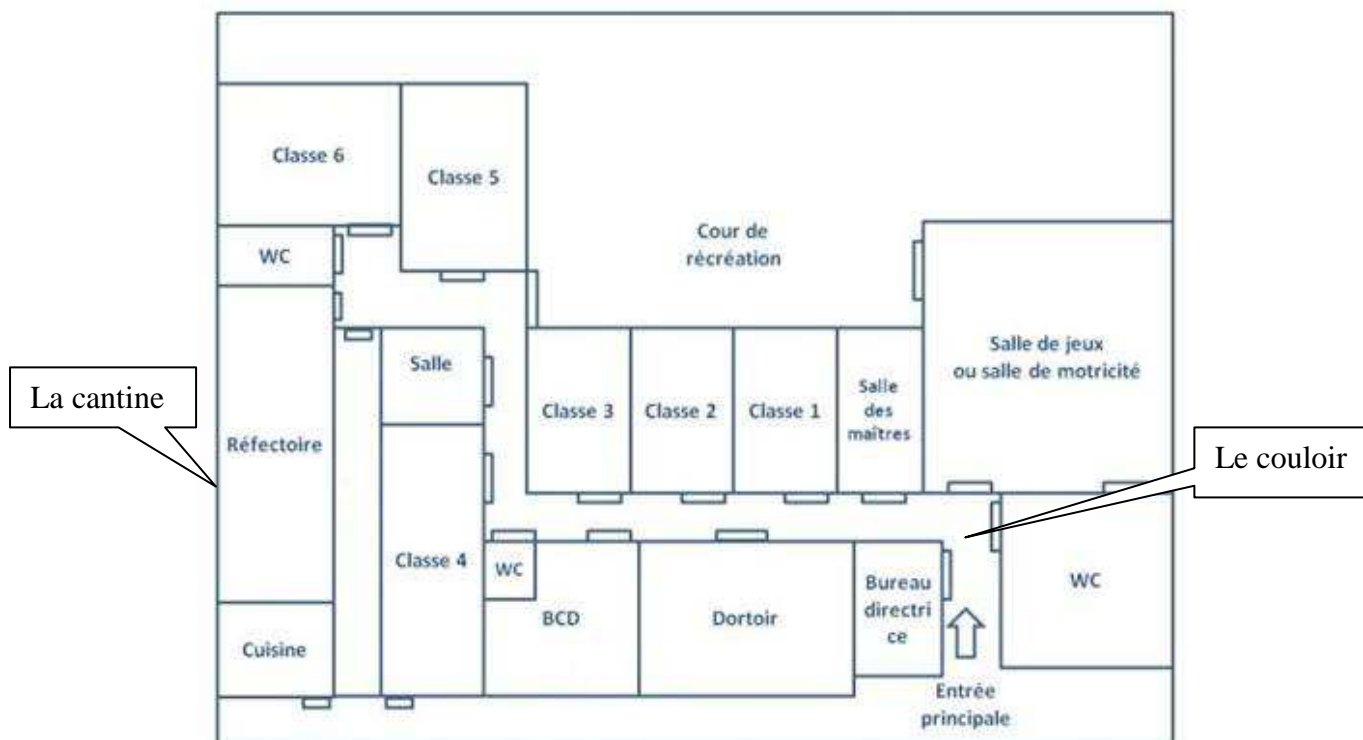 Classe 6
Classe 5
Cour de
récréation
WC
Salle de jeux
ou salle de motricité
La cantine
Salle
Classe 3
Classe 2
Classe 1
Salle
des
maîtres
Réfectoire
Le couloir
Classe 4
WC
BCD
Dortoir
Bureau
directri
ce
WC
Cuisine
Entrée
principale